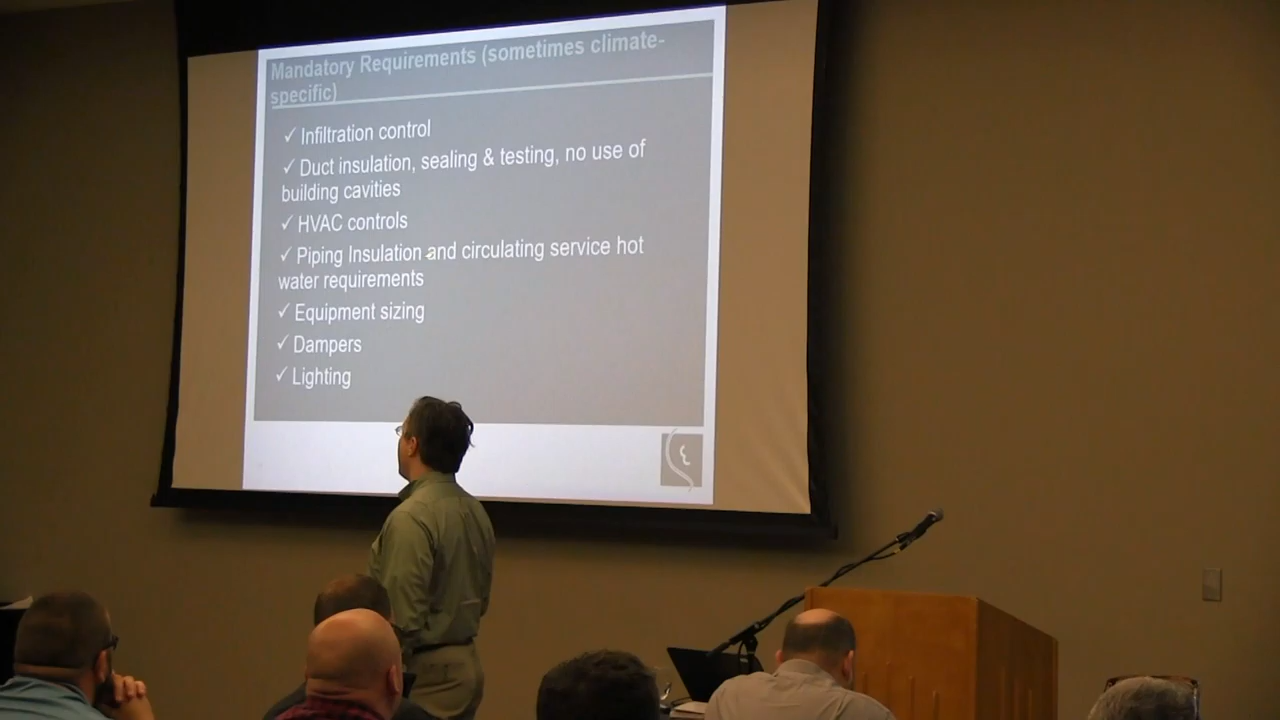 Mandatory Requirements (sometimes climate-
specific)
✓ Infiltration control
✓ Duct insulation, sealing & testing, no use of
building cavities
✓ HVAC controls
✓ Piping Insulation and circulating service hot
water requirements
✓ Equipment sizing
✓ Dampers
✓ Lighting